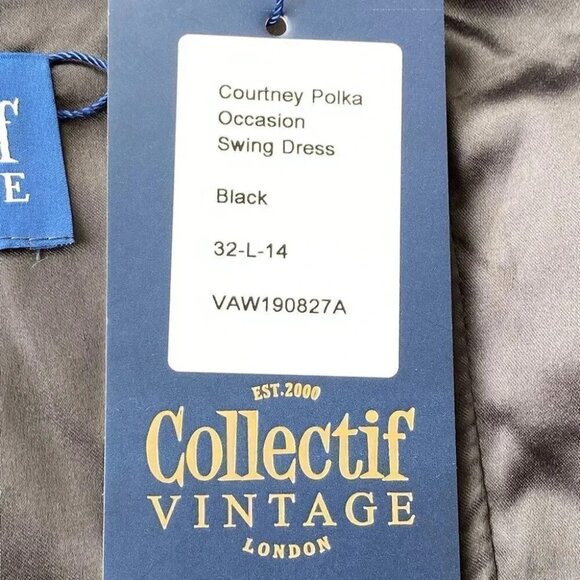 Courtney Polka
Occasion
Swing Dress
Black
32-L-14
VAW190827A
EST.2000
Collectif
VINTAGE
LONDON
f
E